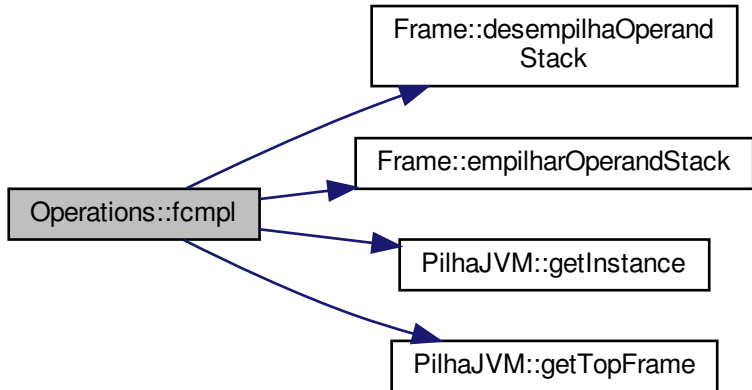 Frame::desempilhaOperand
Stack
Frame::empilharOperandStack
Operations::fcmpl
PilhaJVM::getInstance
PilhaJVM::getTopFrame